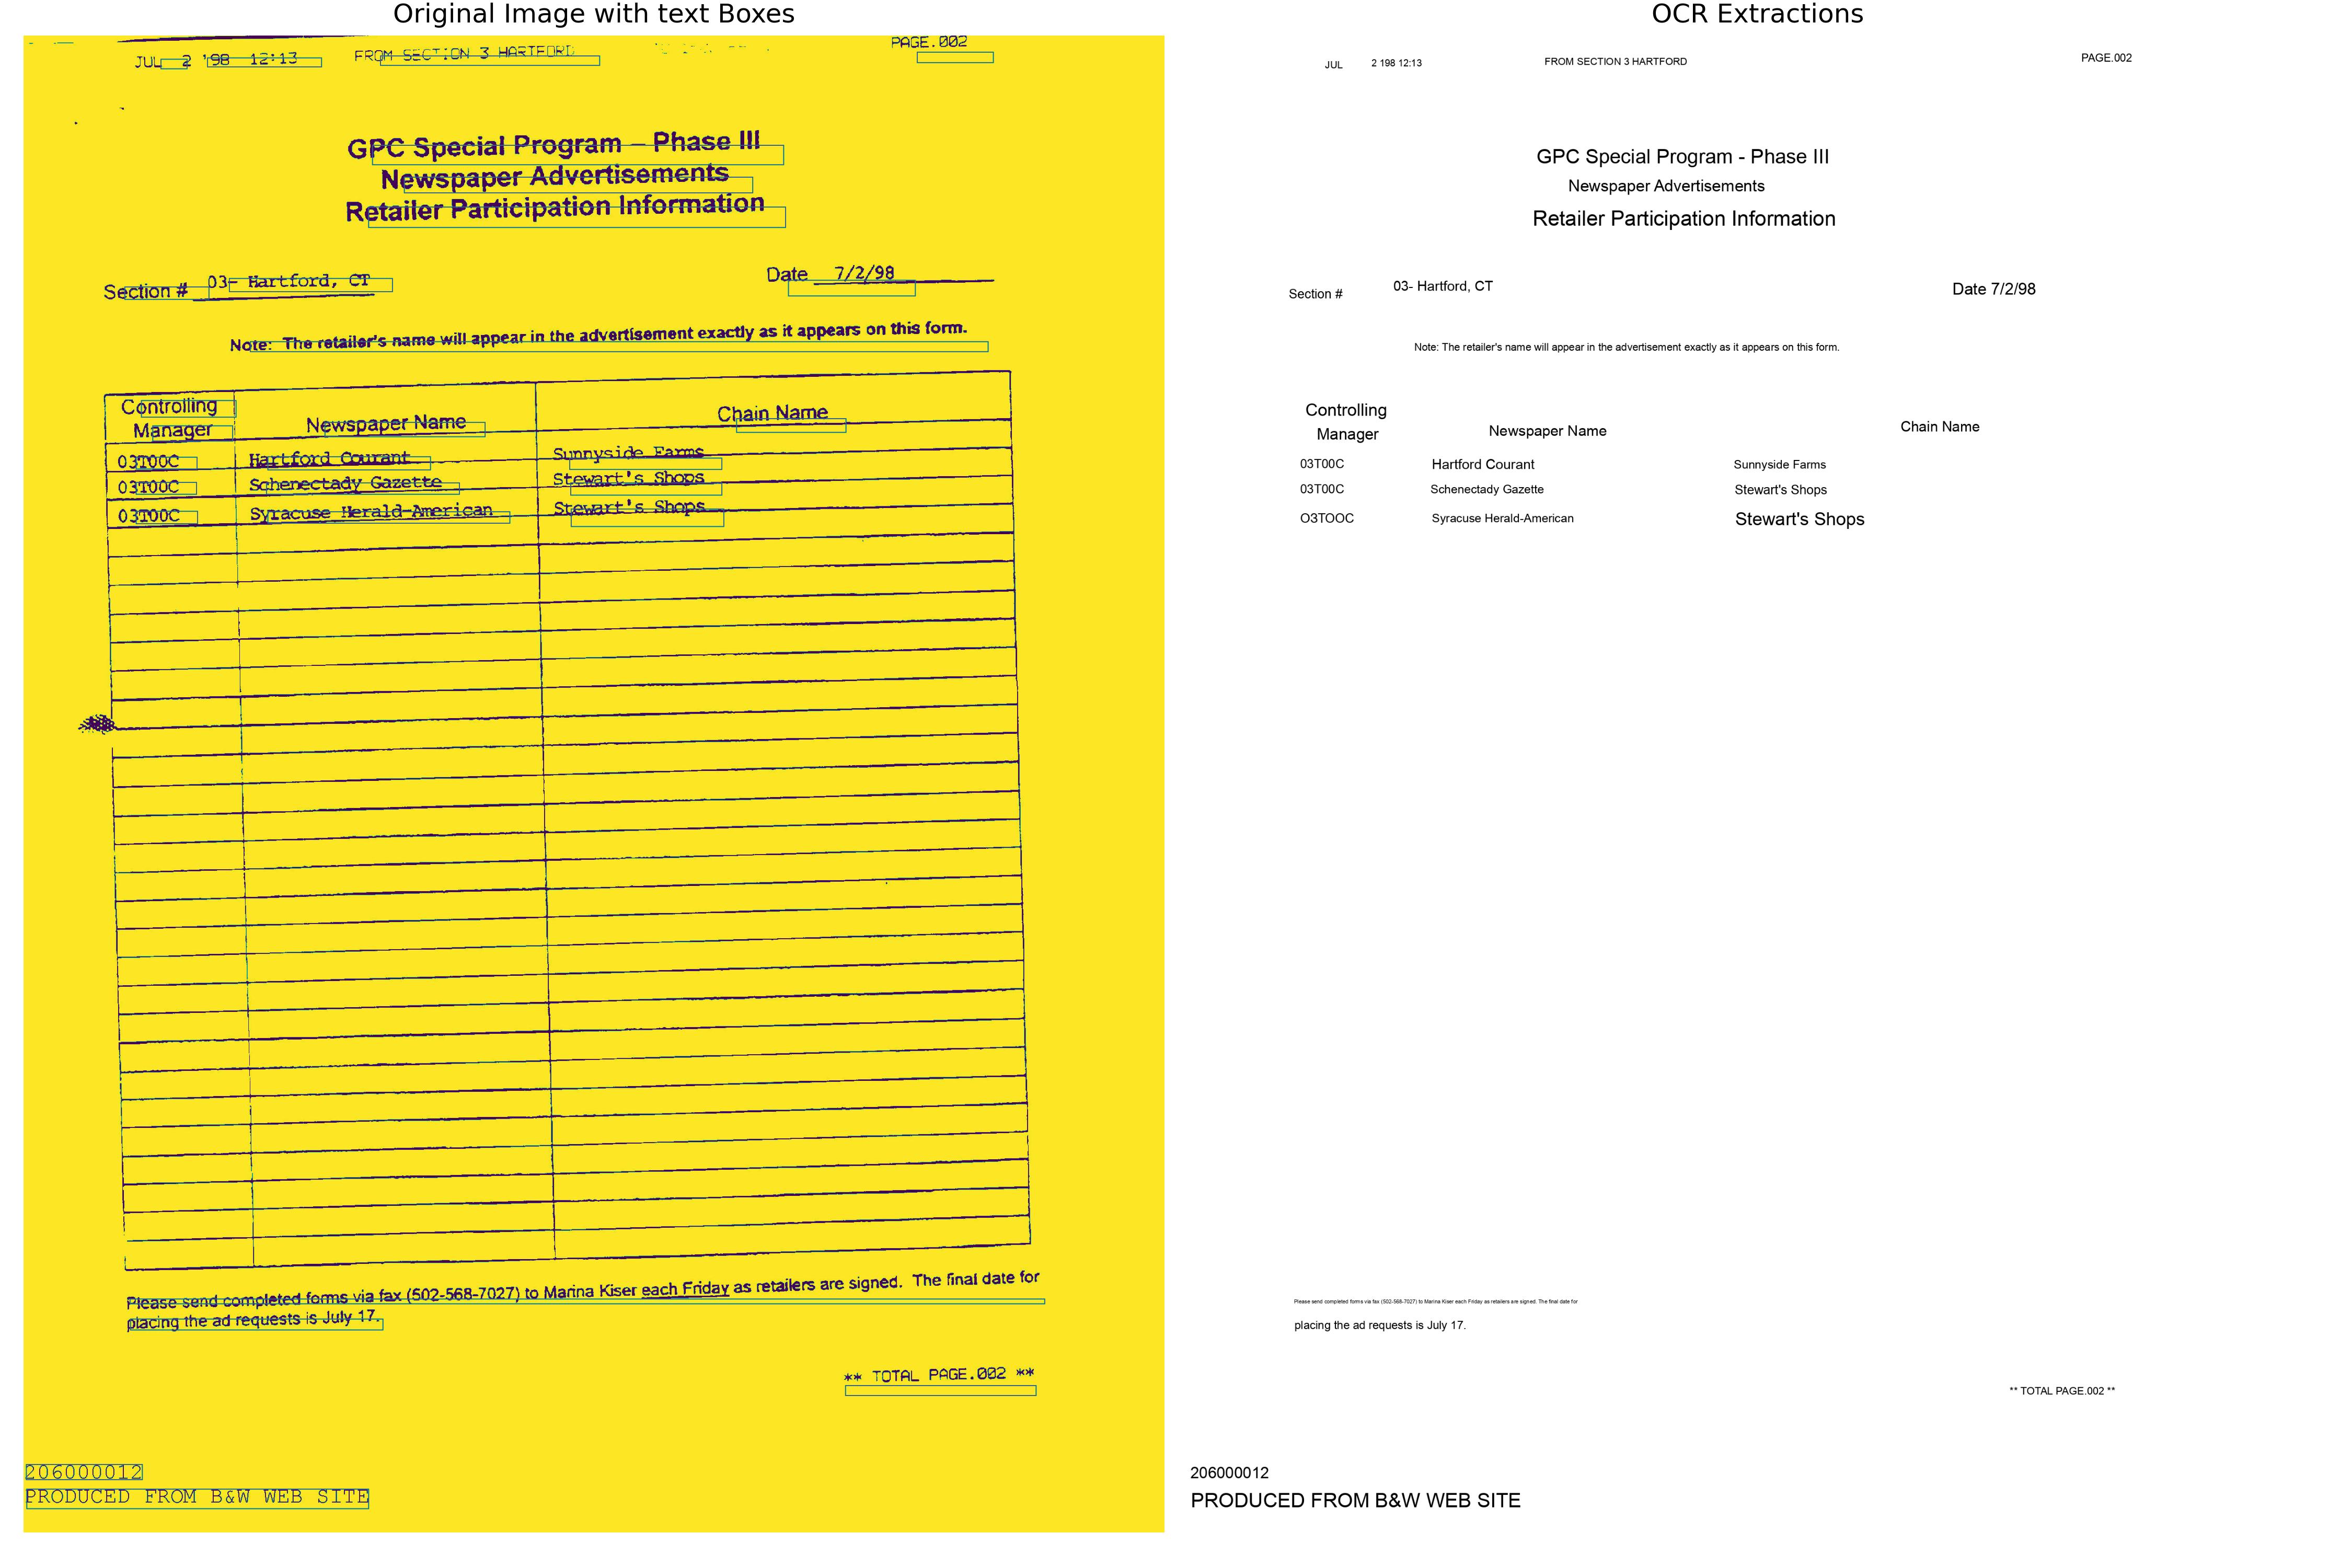 Original Image with text Boxes
JUL 2 '98 12:13 FROM SECTION 3 HARTFORD PAGE.002
GPC Special Program – Phase III
Newspaper Advertisements
Retailer Participation Information
Section # 03- Hartford, CT Date 7/2/98
Note: The retailer's name will appear in the advertisement exactly as it appears on this form.
Controlling Manager Newspaper Name Chain Name
03T00C Hartford Courant Sunnyside Farms
03T00C Schenectady Gazette Stewart's Shops
03T00C Syracuse Herald-American Stewart's Shops
Please send completed forms via fax (502-568-7027) to Marina Kiser each Friday as retailers are signed. The final date for
placing the ad requests is July 17.
** TOTAL PAGE.002 **
206000012
PRODUCED FROM B&W WEB SITE
OCR Extractions
JUL 2 198 12:13 FROM SECTION 3 HARTFORD PAGE.002
GPC Special Program - Phase III
Newspaper Advertisements
Retailer Participation Information
Section # 03- Hartford, CT Date 7/2/98
Note: The retailer's name will appear in the advertisement exactly as it appears on this form.
Controlling
Manager Newspaper Name Chain Name
03T00C Hartford Courant Sunnyside Farms
03T00C Schenectady Gazette Stewart's Shops
O3TOOC Syracuse Herald-American Stewart's Shops
Please send completed forms via fax (502-568-7027) to Marina Kiser each Friday as retailers are signed. The final date for
placing the ad requests is July 17.
** TOTAL PAGE.002 **
206000012
PRODUCED FROM B&W WEB SITE